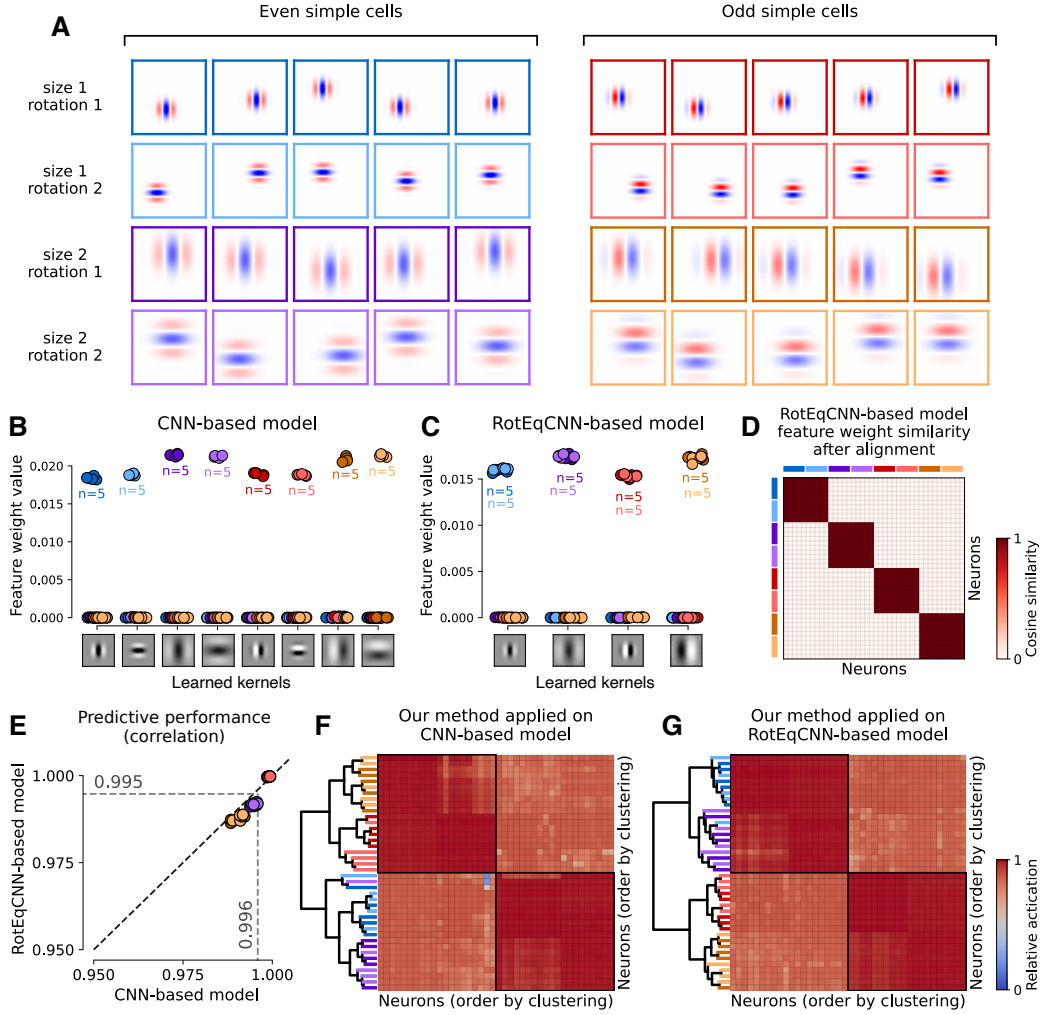 A
Even simple cells
Odd simple cells
size 1
rotation 1
size 1
rotation 2
size 2
rotation 1
size 2
rotation 2
B
CNN-based model
Feature weight value
0.020
0.015
0.010
0.005
0.000
n=5
n=5
n=5
n=5
n=5
n=5
n=5
n=5
Learned kernels
C
RotEqCNN-based model
Feature weight value
0.015
0.010
0.005
0.000
n=5
n=5
n=5
n=5
n=5
n=5
n=5
n=5
Learned kernels
D
RotEqCNN-based model
feature weight similarity
after alignment
Neurons
Neurons
1
0
Cosine similarity
E
Predictive performance
(correlation)
RotEqCNN-based model
1.000
0.975
0.950
0.995
0.996
0.950
0.975
1.000
CNN-based model
F
Our method applied on
CNN-based model
Neurons (order by clustering)
Neurons (order by clustering)
G
Our method applied on
RotEqCNN-based model
Neurons (order by clustering)
Neurons (order by clustering)
1
0
Relative actication